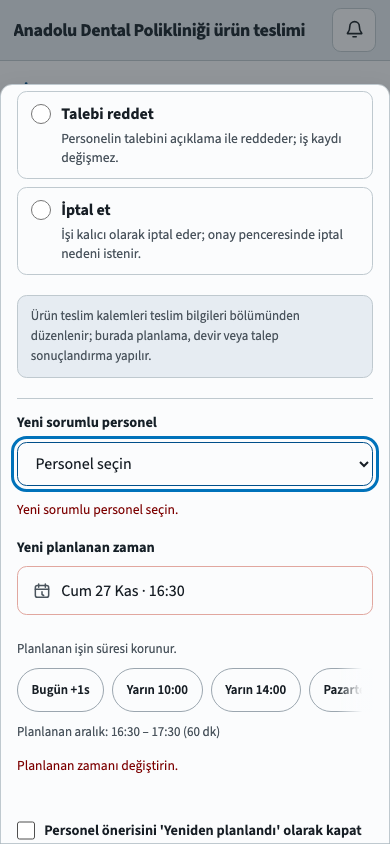 Anadolu Dental Polikliniği ürün teslimi
Talebi reddet
Personelin talebini açıklama ile reddeder; iş kaydı
değişmez.
İptal et
İşi kalıcı olarak iptal eder; onay penceresinde iptal
nedeni istenir.
Ürün teslim kalemleri teslim bilgileri bölümünden
düzenlenir; burada planlama, devir veya talep
sonuçlandırma yapılır.
Yeni sorumlu personel
Personel seçin
Yeni sorumlu personel seçin.
Yeni planlanan zaman
Cum 27 Kas · 16:30
Planlanan işin süresi korunur.
Bugün +1s
Yarın 10:00
Yarın 14:00
Planlanan aralık: 16:30 – 17:30 (60 dk)
Planlanan zamanı değiştirin.
Personel önerisini 'Yeniden planlandı' olarak kapat